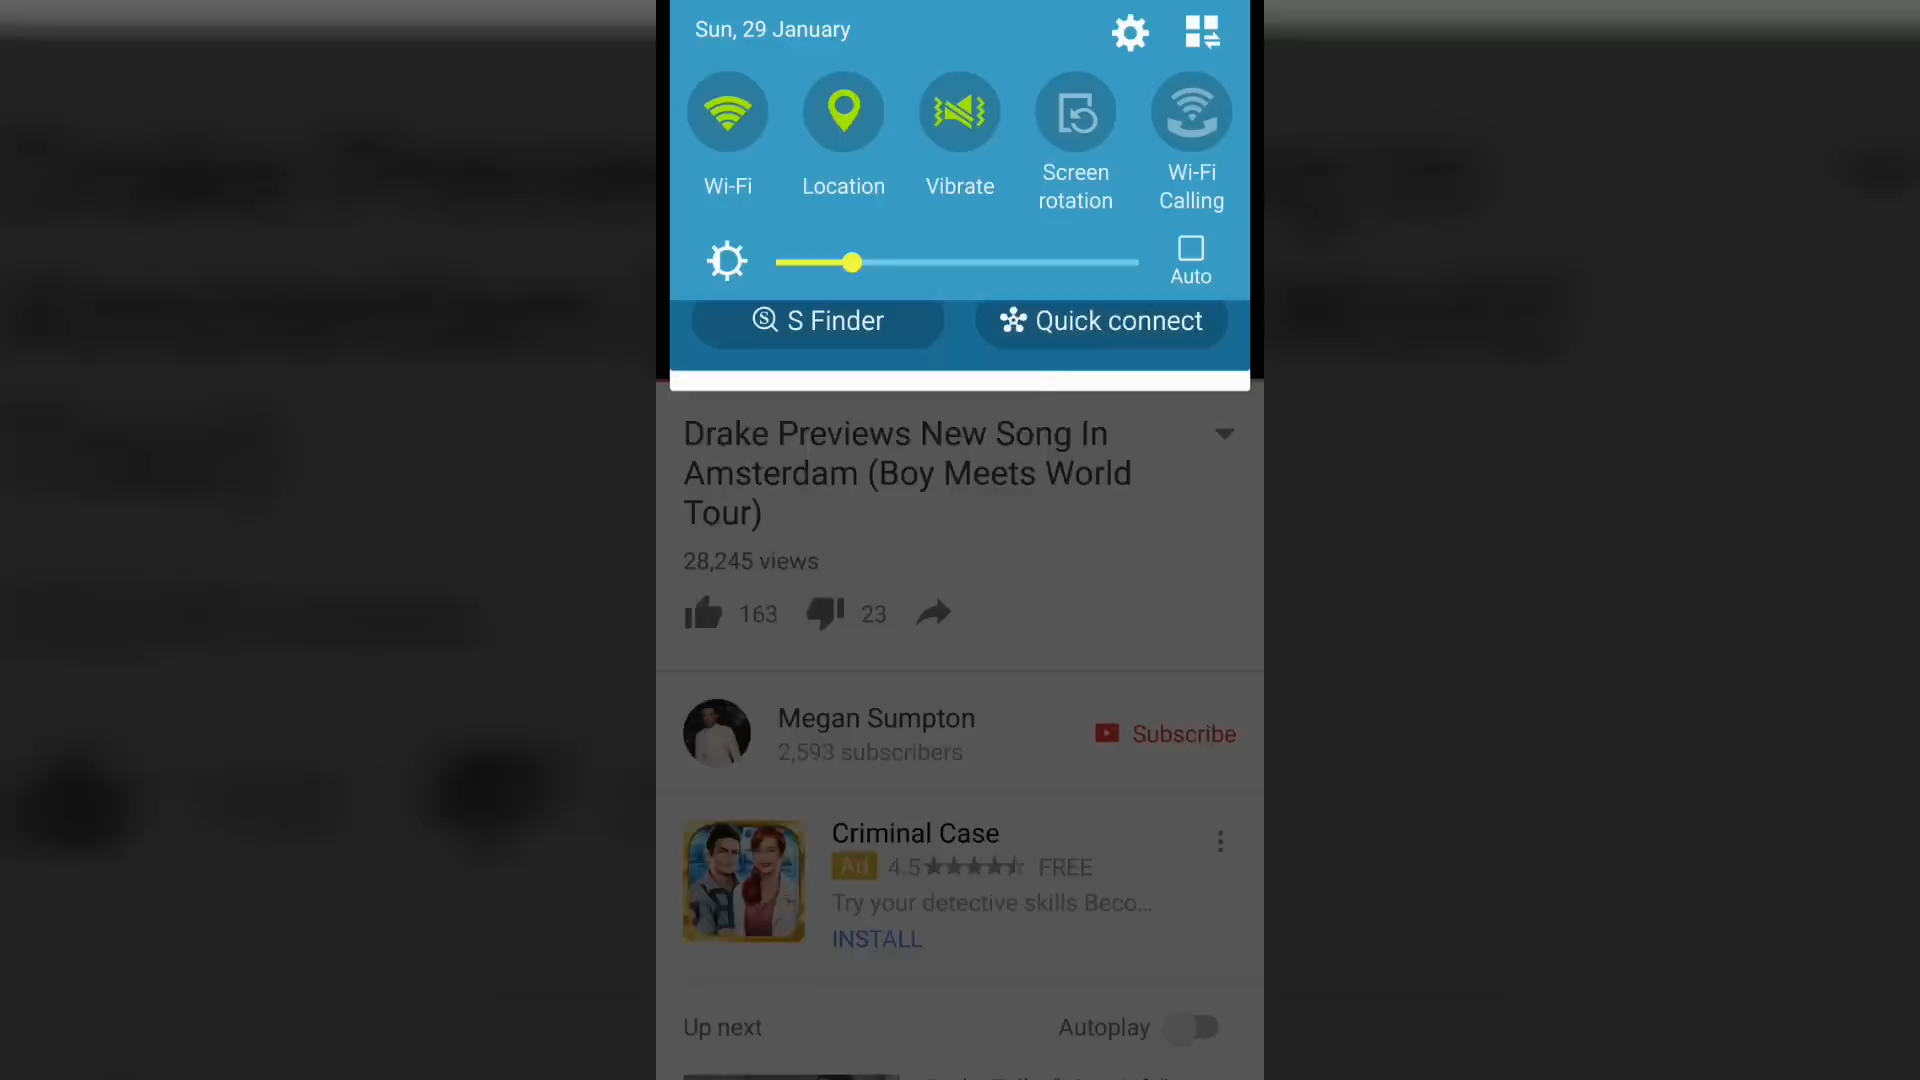 Sun, 29 January
Wi-Fi
Location
Vibrate
Screen rotation
Wi-Fi Calling
Auto
S Finder
Quick connect
Drake Previews New Song In
Amsterdam (Boy Meets World
Tour)
28,245 views
163
23
Megan Sumpton
2,593 subscribers
Subscribe
Criminal Case
Ad 4.5 FREE
Try your detective skills Beco...
INSTALL
Up next
Autoplay